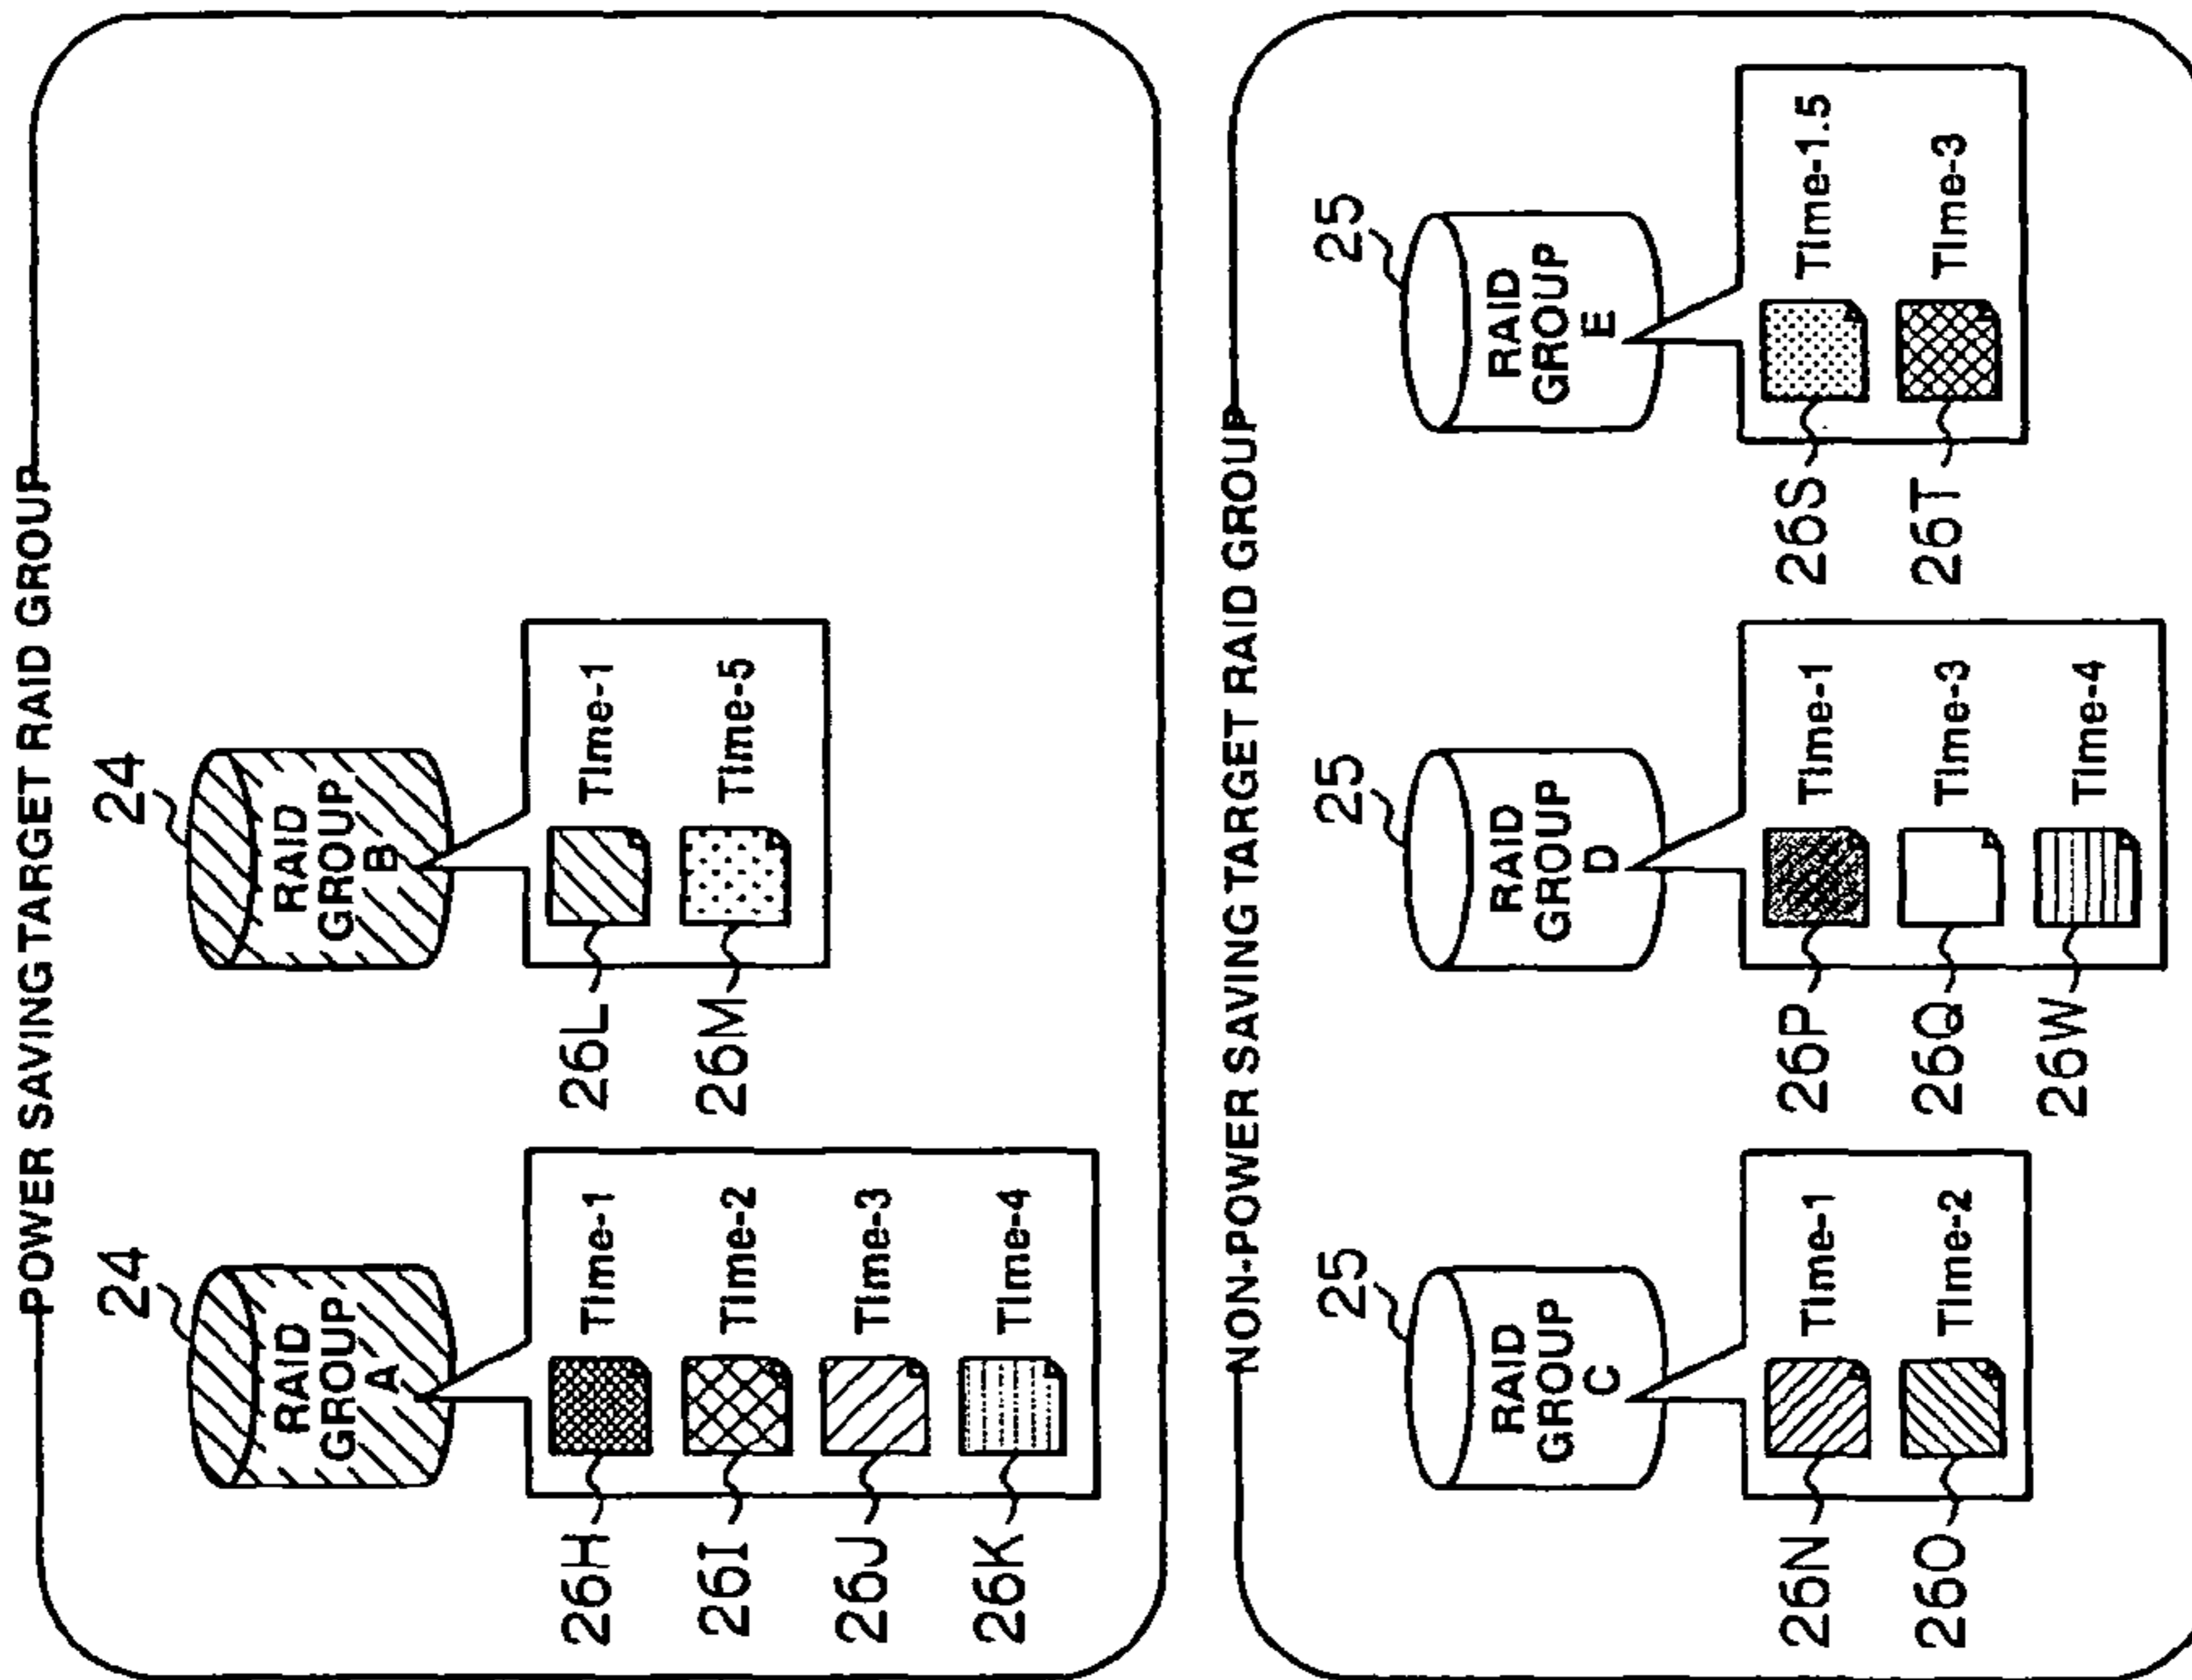 POWER SAVING TARGET RAID GROUP
24
RAID
GROUP
A
26H Time-1
26I Time-2
26J Time-3
26K Time-4
24
RAID
GROUP
B
26L Time-1
26M Time-5
NON-POWER SAVING TARGET RAID GROUP
25
RAID
GROUP
C
26N Time-1
26O Time-2
25
RAID
GROUP
D
26P Time-1
26Q Time-3
26W Time-4
25
RAID
GROUP
E
26S Time-1.5
26T Time-3